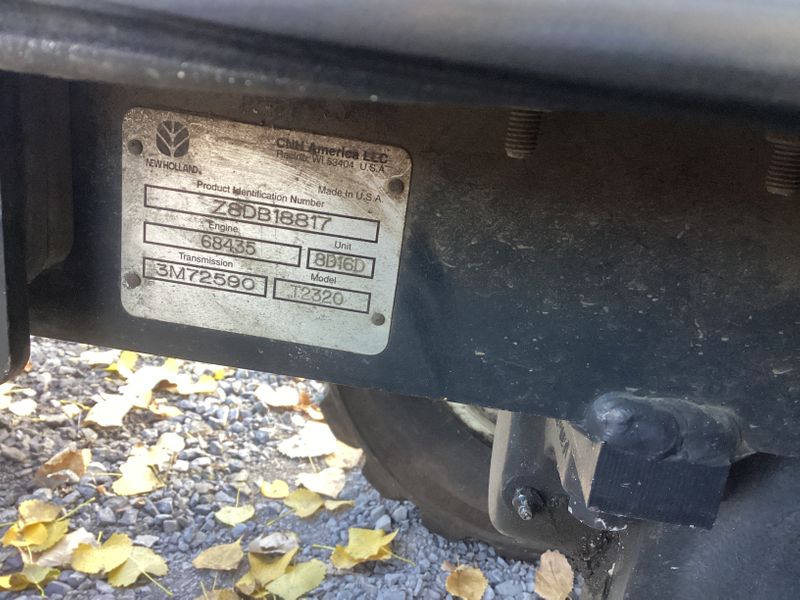 NEW HOLLAND
CNH America LLC
Racine, WI 53404 U.S.A.
Made in U.S.A.
Product Identification Number
Z8DB18817
Engine
68435
Unit
8D16D
Transmission
3M72590
Model
T2320